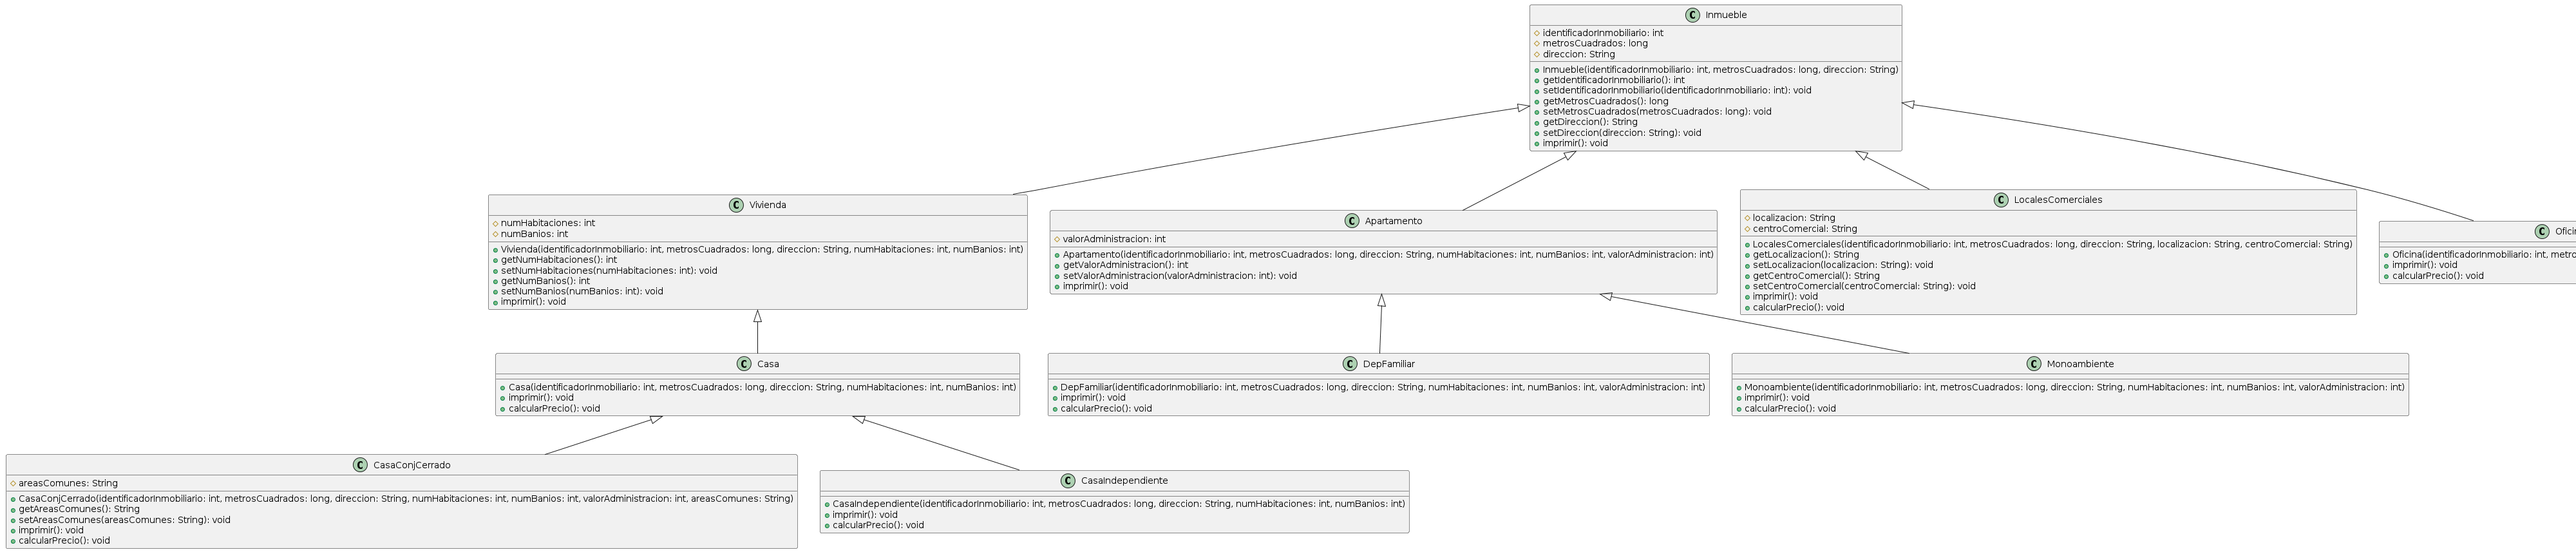 Inmueble
identificadorInmobiliario: int
metrosCuadrados: long
direccion: String
Inmueble(identificadorInmobiliario: int, metrosCuadrados: long, direccion: String)
getIdentificadorInmobiliario(): int
setIdentificadorInmobiliario(identificadorInmobiliario: int): void
getMetrosCuadrados(): long
setMetrosCuadrados(metrosCuadrados: long): void
getDireccion(): String
setDireccion(direccion: String): void
imprimir(): void
Vivienda
numHabitaciones: int
numBanios: int
Vivienda(identificadorInmobiliario: int, metrosCuadrados: long, direccion: String, numHabitaciones: int, numBanios: int)
getNumHabitaciones(): int
setNumHabitaciones(numHabitaciones: int): void
getNumBanios(): int
setNumBanios(numBanios: int): void
imprimir(): void
Apartamento
valorAdministracion: int
Apartamento(identificadorInmobiliario: int, metrosCuadrados: long, direccion: String, numHabitaciones: int, numBanios: int, valorAdministracion: int)
getValorAdministracion(): int
setValorAdministracion(valorAdministracion: int): void
imprimir(): void
LocalesComerciales
localizacion: String
centroComercial: String
LocalesComerciales(identificadorInmobiliario: int, metrosCuadrados: long, direccion: String, localizacion: String, centroComercial: String)
getLocalizacion(): String
setLocalizacion(localizacion: String): void
getCentroComercial(): String
setCentroComercial(centroComercial: String): void
imprimir(): void
calcularPrecio(): void
Oficina(identificadorInmobiliario: int,
imprimir(): void
calcularPrecio(): void
Casa
Casa(identificadorInmobiliario: int, metrosCuadrados: long, direccion: String, numHabitaciones: int, numBanios: int)
imprimir(): void
calcularPrecio(): void
DepFamiliar
DepFamiliar(identificadorInmobiliario: int, metrosCuadrados: long, direccion: String, numHabitaciones: int, numBanios: int, valorAdministracion: int)
imprimir(): void
calcularPrecio(): void
Monoambiente
Monoambiente(identificadorInmobiliario: int, metrosCuadrados: long, direccion: String, numHabitaciones: int, numBanios: int, valorAdministracion: int)
imprimir(): void
calcularPrecio(): void
CasaConjCerrado
areasComunes: String
CasaConjCerrado(identificadorInmobiliario: int, metrosCuadrados: long, direccion: String, numHabitaciones: int, numBanios: int, valorAdministracion: int, areasComunes: String)
getAreasComunes(): String
setAreasComunes(areasComunes: String): void
imprimir(): void
calcularPrecio(): void
CasaIndependiente
CasaIndependiente(identificadorInmobiliario: int, metrosCuadrados: long, direccion: String, numHabitaciones: int, numBanios: int)
imprimir(): void
calcularPrecio(): void